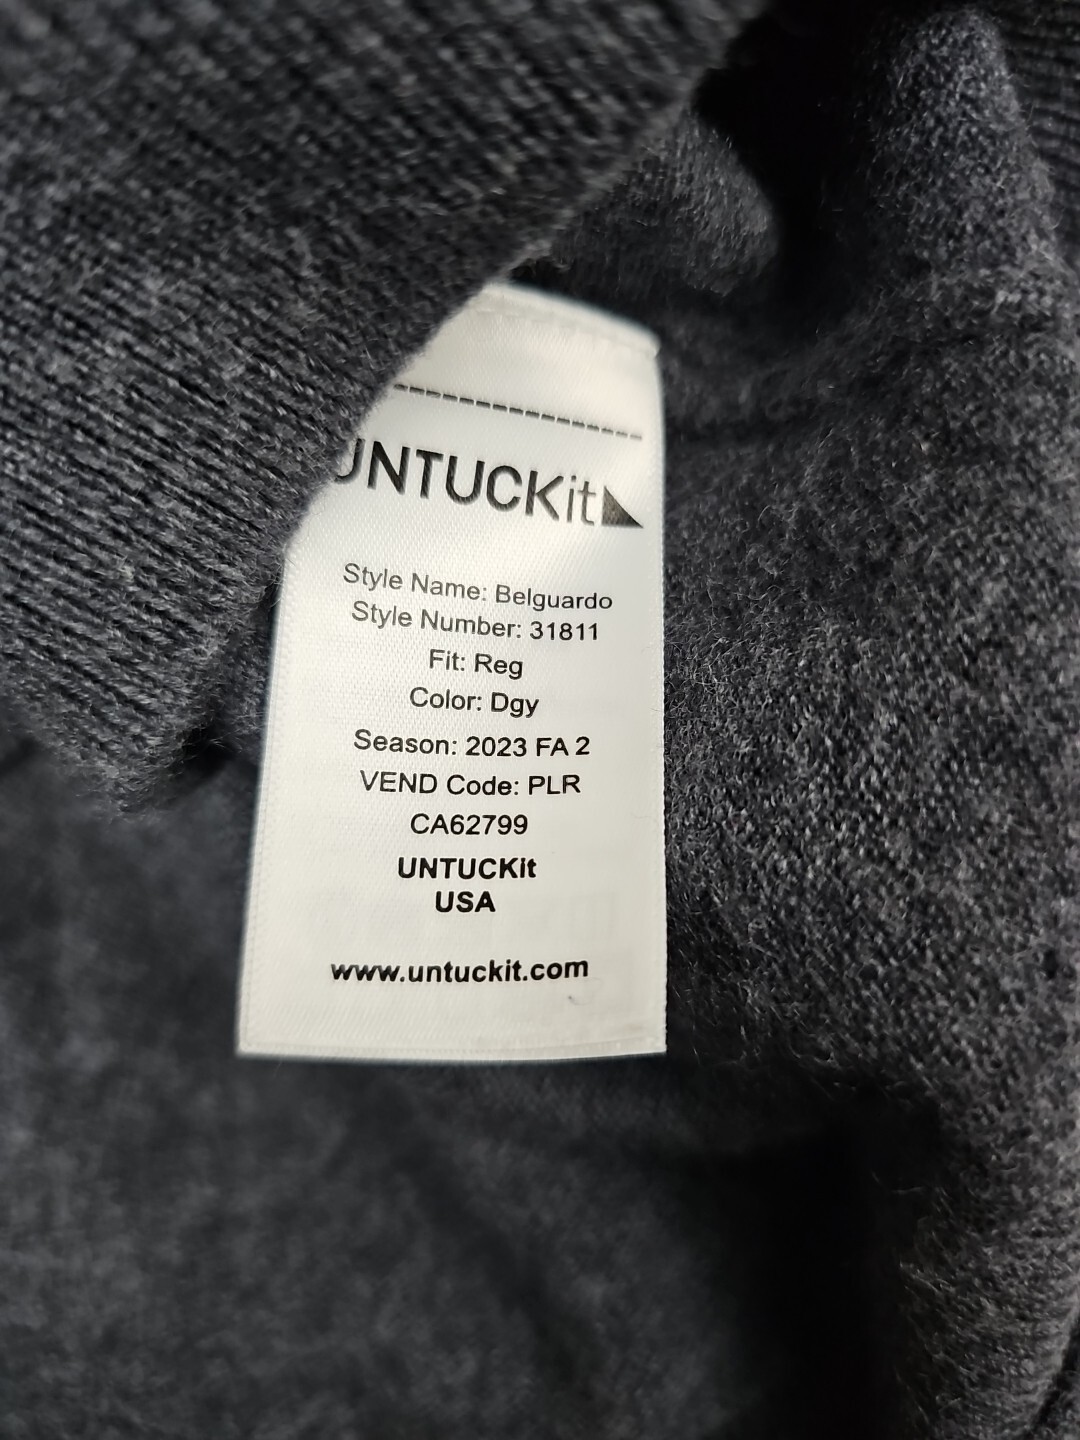 UNTUCKit
Style Name: Belguardo
Style Number: 31811
Fit: Reg
Color: Dgy
Season: 2023 FA 2
VEND Code: PLR
CA62799
UNTUCKit
USA
www.untuckit.com